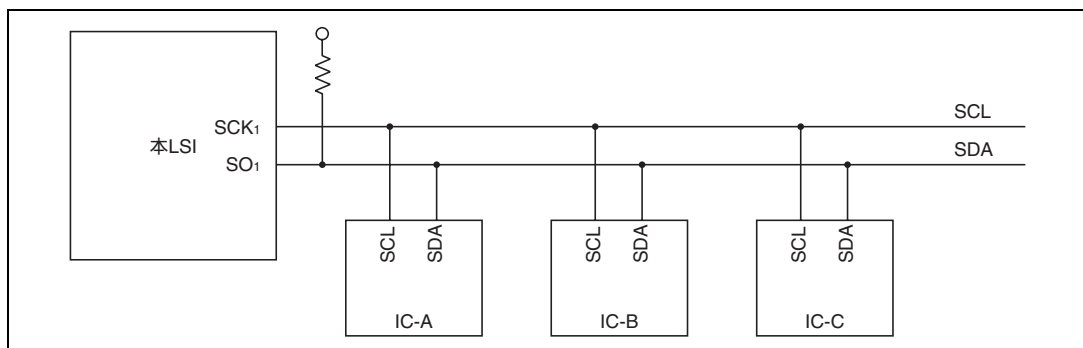 本LSI
SCK₁
SO₁
SCL
SDA
SCL
SDA
IC-A
SCL
SDA
IC-B
SCL
SDA
IC-C